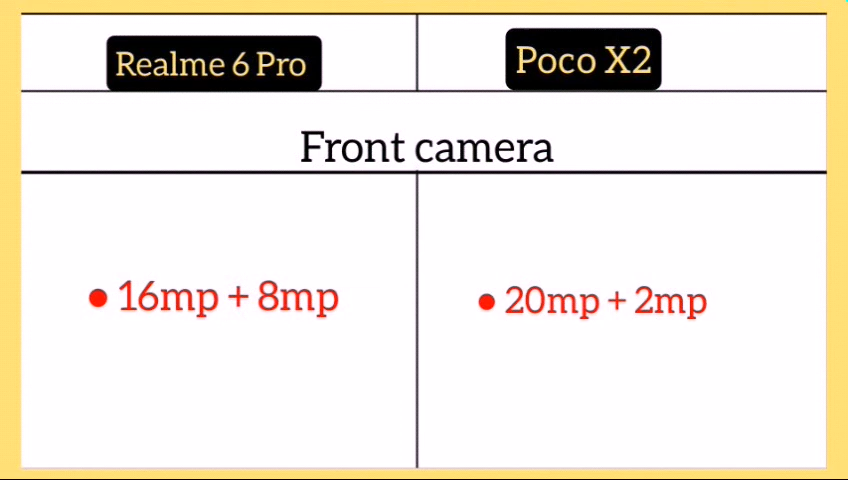 Realme 6 Pro
Poco X2
Front camera
• 16mp + 8mp
• 20mp + 2mp